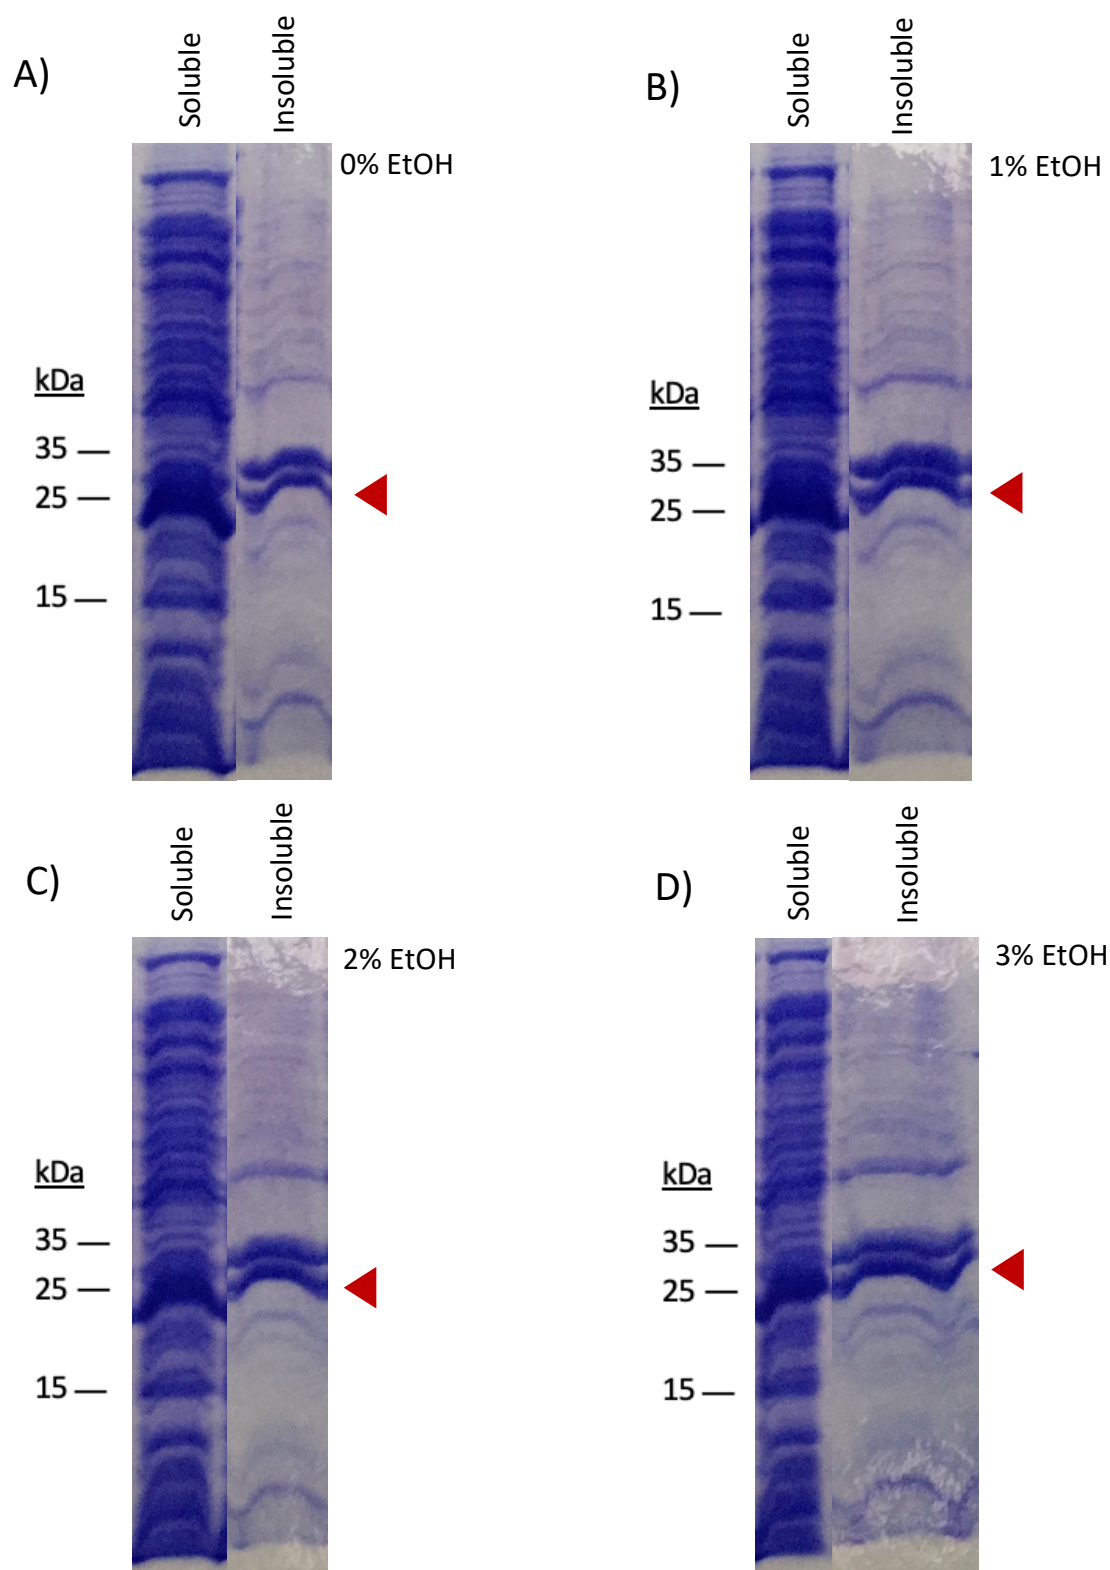 A)
Soluble
Insoluble
0% EtOH
kDa
35
25
15
B)
Soluble
Insoluble
1% EtOH
kDa
35
25
15
C)
Soluble
Insoluble
2% EtOH
kDa
35
25
15
D)
Soluble
Insoluble
3% EtOH
kDa
35
25
15